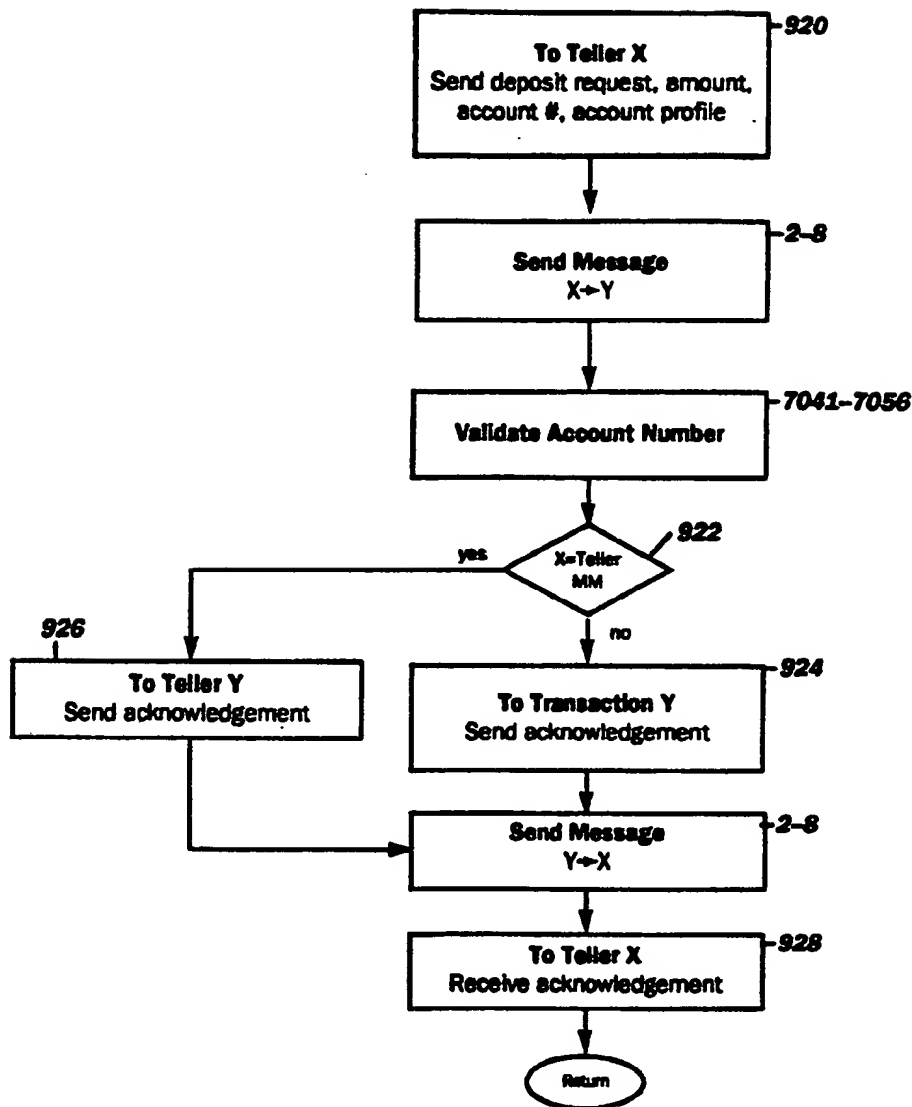 920
To Teller X
Send deposit request, amount,
account #, account profile
2–8
Send Message
X→Y
7041–7056
Validate Account Number
922
X=Teller
MM
yes
no
926
To Teller Y
Send acknowledgement
924
To Transaction Y
Send acknowledgement
2–8
Send Message
Y→X
928
To Teller X
Receive acknowledgement
Return